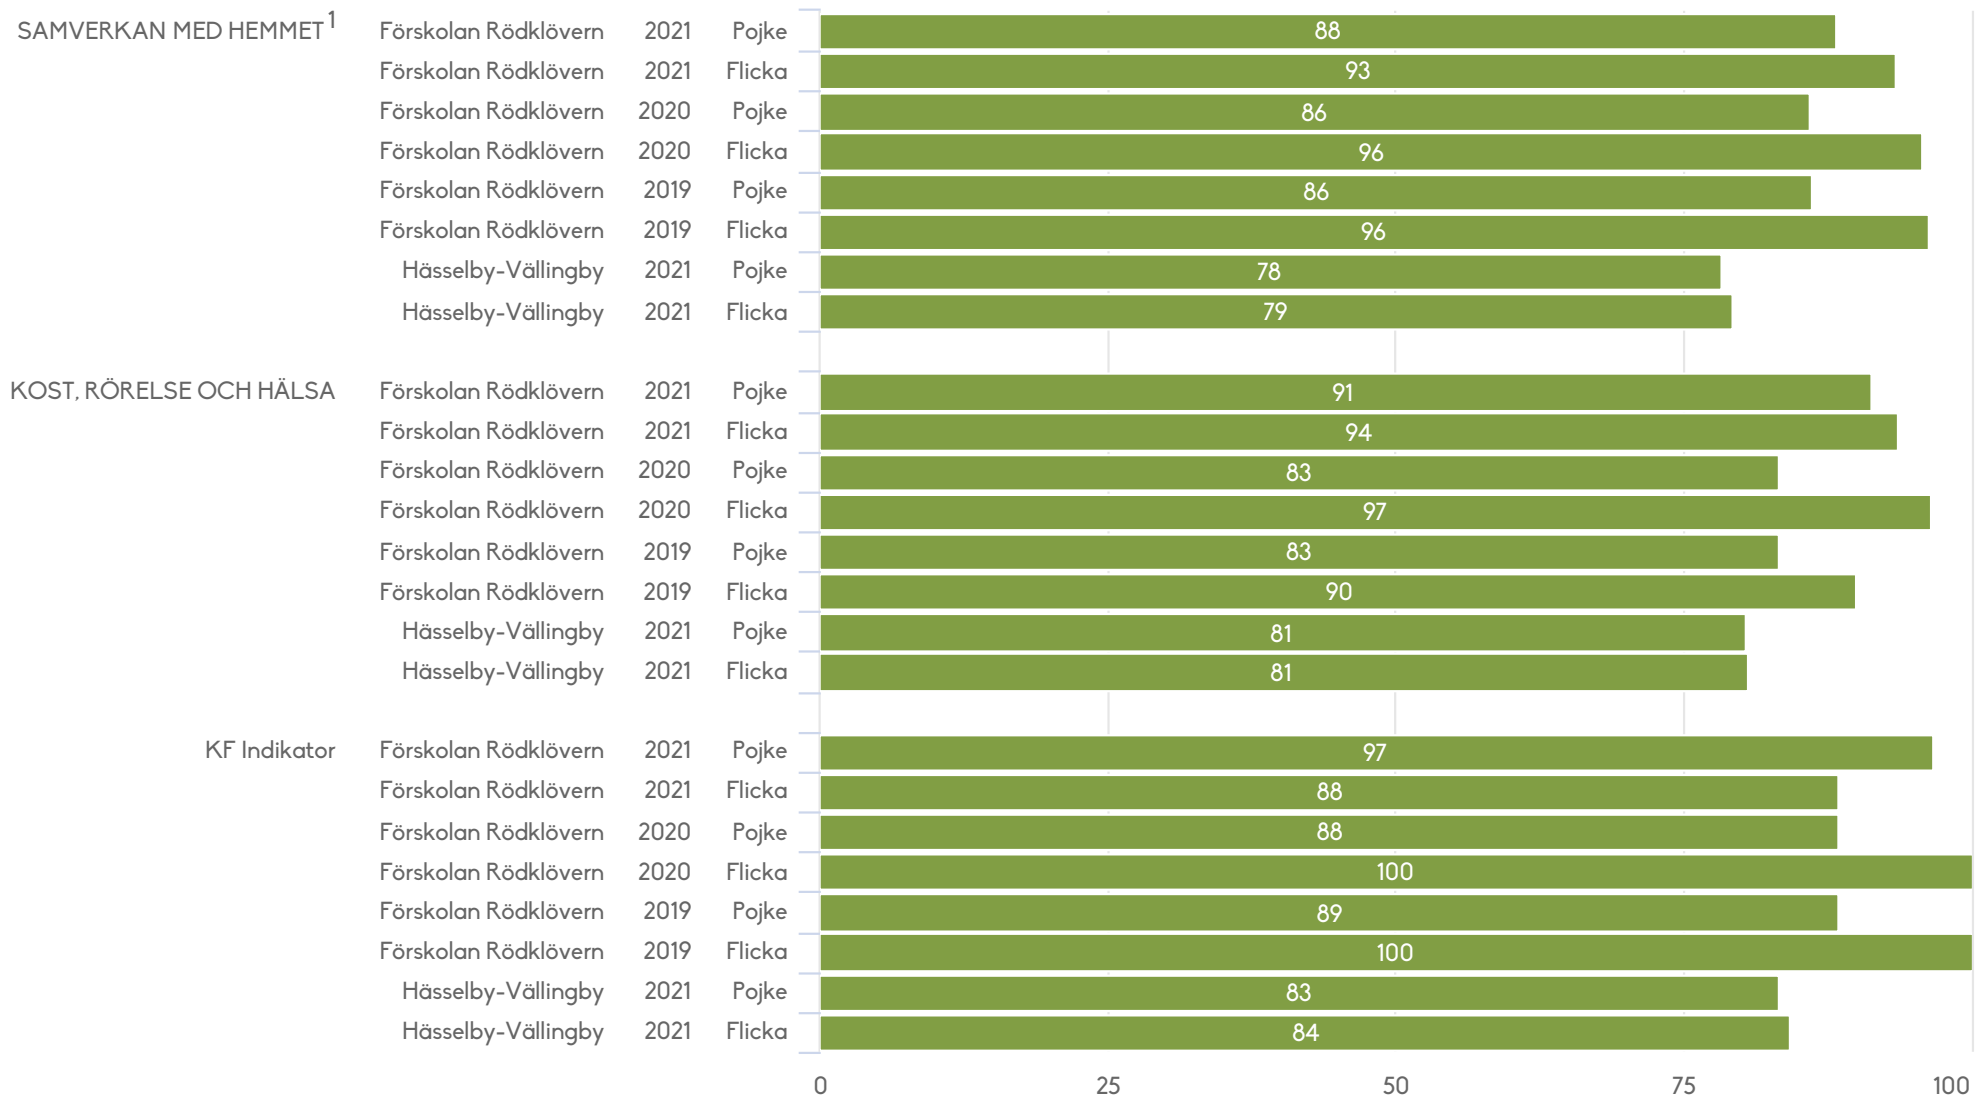 SAMVERKAN MED HEMMET1 Förskolan Rödklövern 2021 Pojke 88
Förskolan Rödklövern 2021 Flicka 93
Förskolan Rödklövern 2020 Pojke 86
Förskolan Rödklövern 2020 Flicka 96
Förskolan Rödklövern 2019 Pojke 86
Förskolan Rödklövern 2019 Flicka 96
Hässelby-Vällingby 2021 Pojke 78
Hässelby-Vällingby 2021 Flicka 79
KOST, RÖRELSE OCH HÄLSA Förskolan Rödklövern 2021 Pojke 91
Förskolan Rödklövern 2021 Flicka 94
Förskolan Rödklövern 2020 Pojke 83
Förskolan Rödklövern 2020 Flicka 97
Förskolan Rödklövern 2019 Pojke 83
Förskolan Rödklövern 2019 Flicka 90
Hässelby-Vällingby 2021 Pojke 81
Hässelby-Vällingby 2021 Flicka 81
KF Indikator Förskolan Rödklövern 2021 Pojke 97
Förskolan Rödklövern 2021 Flicka 88
Förskolan Rödklövern 2020 Pojke 88
Förskolan Rödklövern 2020 Flicka 100
Förskolan Rödklövern 2019 Pojke 89
Förskolan Rödklövern 2019 Flicka 100
Hässelby-Vällingby 2021 Pojke 83
Hässelby-Vällingby 2021 Flicka 84
0 25 50 75 100